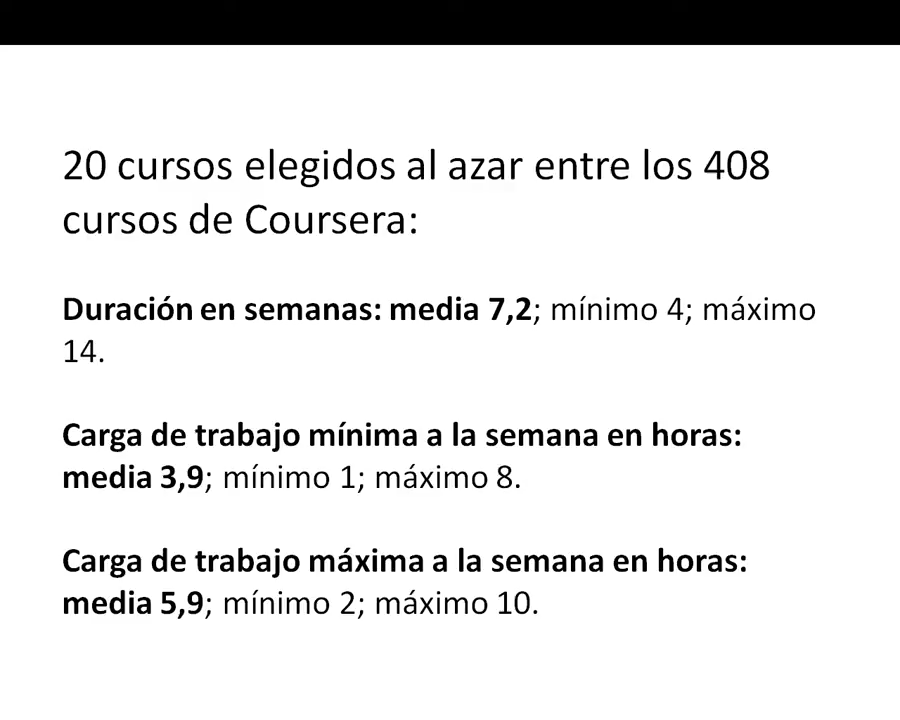 20 cursos elegidos al azar entre los 408
cursos de Coursera:
Duración en semanas: media 7,2; mínimo 4; máximo
14.
Carga de trabajo mínima a la semana en horas:
media 3,9; mínimo 1; máximo 8.
Carga de trabajo máxima a la semana en horas:
media 5,9; mínimo 2; máximo 10.